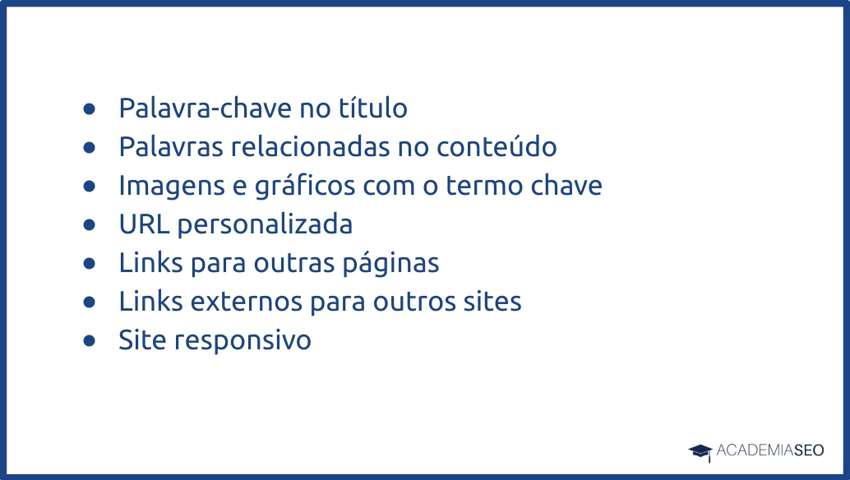 ● Palavra-chave no título
● Palavras relacionadas no conteúdo
● Imagens e gráficos com o termo chave
● URL personalizada
● Links para outras páginas
● Links externos para outros sites
● Site responsivo
ACADEMIASEO